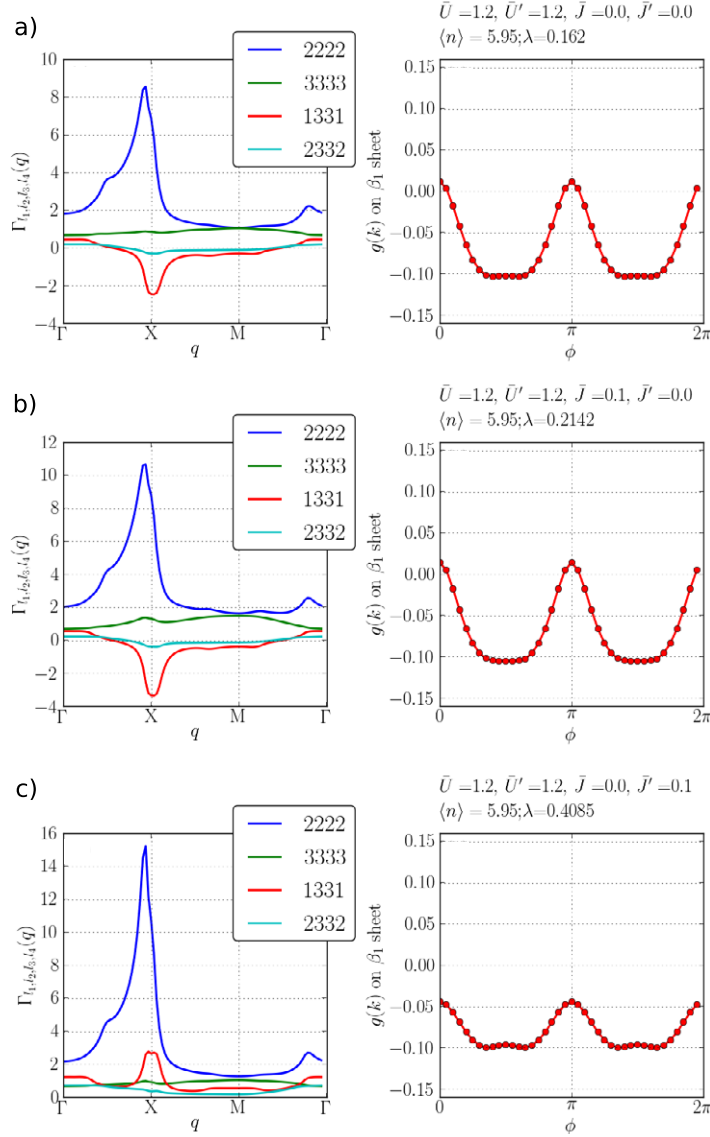 a)
Ū =1.2, Ū′ =1.2, J̄ =0.0, J̄′ =0.0
⟨n⟩ = 5.95;λ=0.162
2222
3333
1331
2332
10
8
6
4
2
0
−2
−4
Γl1,l2,l3,l4(q)
Γ X M Γ
q
0.15
0.10
0.05
0.00
−0.05
−0.10
−0.15
g(k) on β1 sheet
0 π 2π
ϕ
b)
Ū =1.2, Ū′ =1.2, J̄ =0.1, J̄′ =0.0
⟨n⟩ = 5.95;λ=0.2142
2222
3333
1331
2332
12
10
8
6
4
2
0
−2
−4
Γl1,l2,l3,l4(q)
Γ X M Γ
q
0.15
0.10
0.05
0.00
−0.05
−0.10
−0.15
g(k) on β1 sheet
0 π 2π
ϕ
c)
Ū =1.2, Ū′ =1.2, J̄ =0.0, J̄′ =0.1
⟨n⟩ = 5.95;λ=0.4085
2222
3333
1331
2332
16
14
12
10
8
6
4
2
0
Γl1,l2,l3,l4(q)
Γ X M Γ
q
0.15
0.10
0.05
0.00
−0.05
−0.10
−0.15
g(k) on β1 sheet
0 π 2π
ϕ